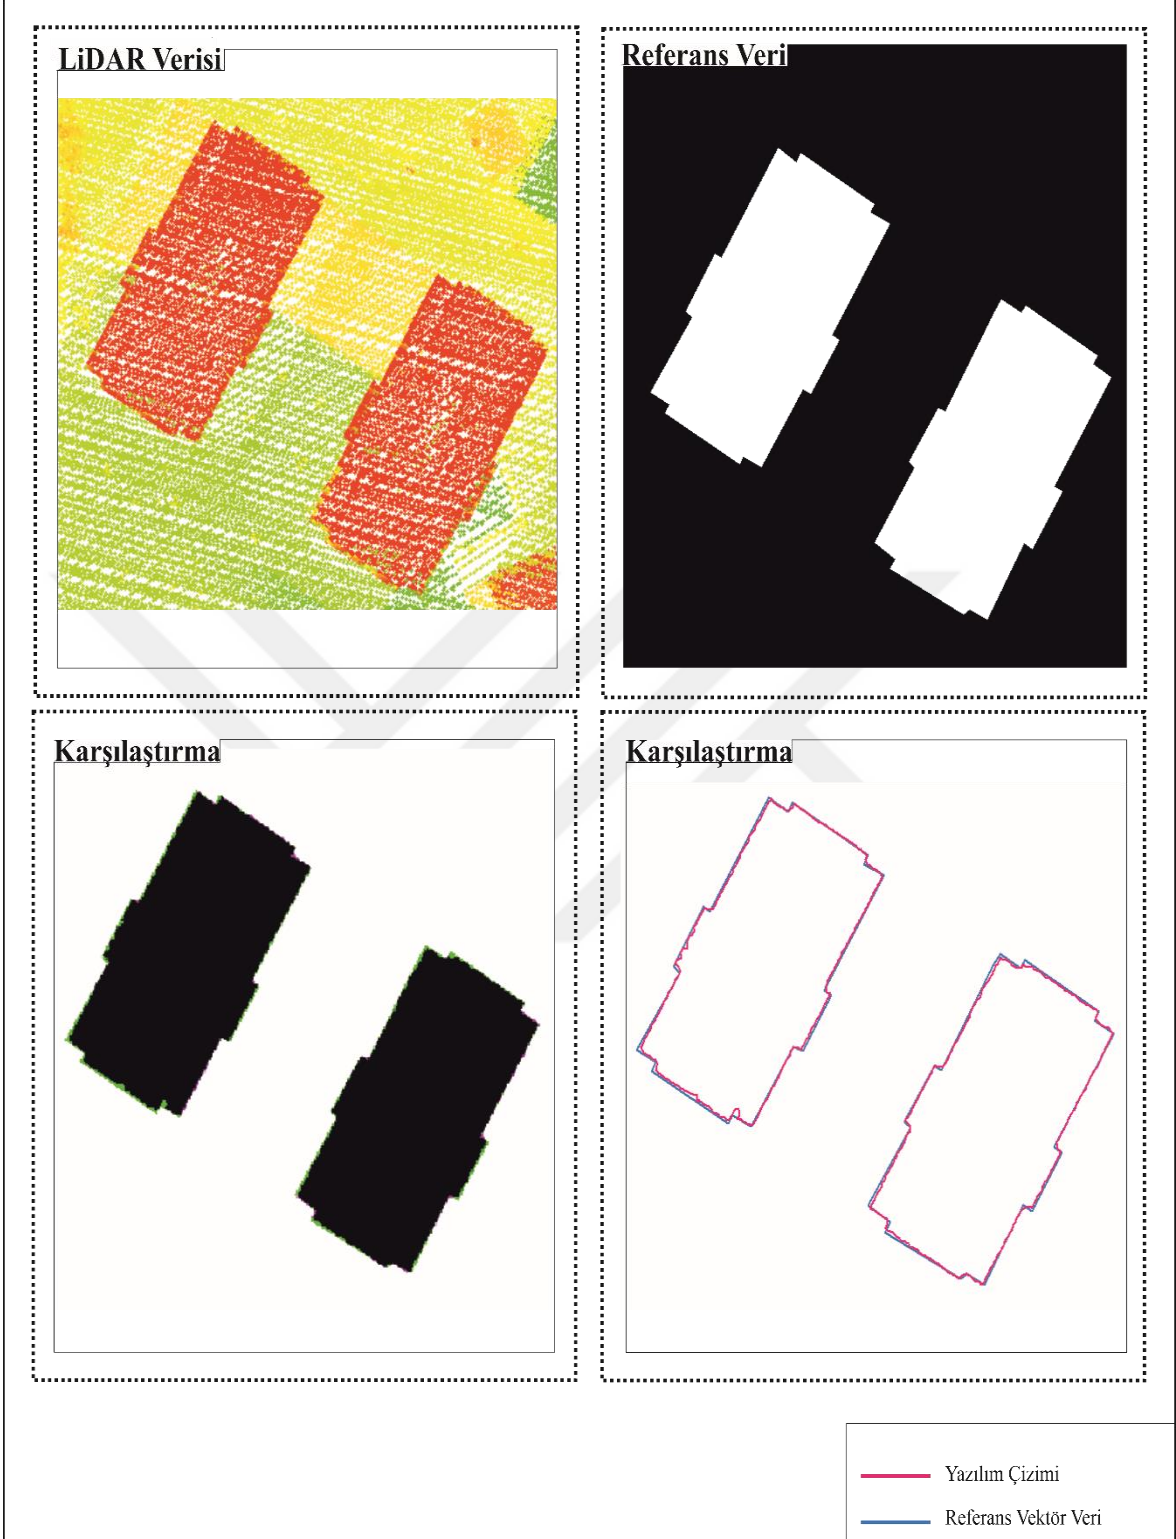 LiDAR Verisi
Referans Veri
Karşılaştırma
Karşılaştırma
Yazılım Çizimi
Referans Vektör Veri